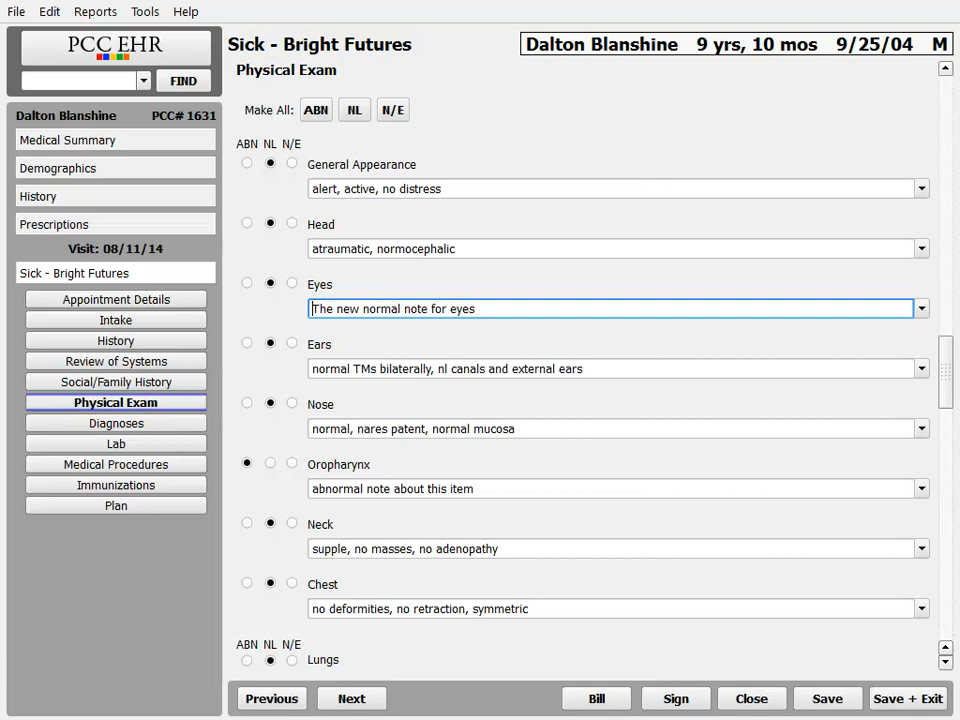 File Edit Reports Tools Help
PCC EHR
FIND
Dalton Blanshine PCC# 1631
Medical Summary
Demographics
History
Prescriptions
Visit: 08/11/14
Sick - Bright Futures
Appointment Details
Intake
History
Review of Systems
Social/Family History
Physical Exam
Diagnoses
Lab
Medical Procedures
Immunizations
Plan
Sick - Bright Futures
Dalton Blanshine 9 yrs, 10 mos 9/25/04 M
Physical Exam
Make All: ABN NL N/E
ABN NL N/E
General Appearance
alert, active, no distress
Head
atraumatic, normocephalic
Eyes
The new normal note for eyes
Ears
normal TMs bilaterally, nl canals and external ears
Nose
normal, nares patent, normal mucosa
Oropharynx
abnormal note about this item
Neck
supple, no masses, no adenopathy
Chest
no deformities, no retraction, symmetric
ABN NL N/E
Lungs
Previous Next Bill Sign Close Save Save + Exit